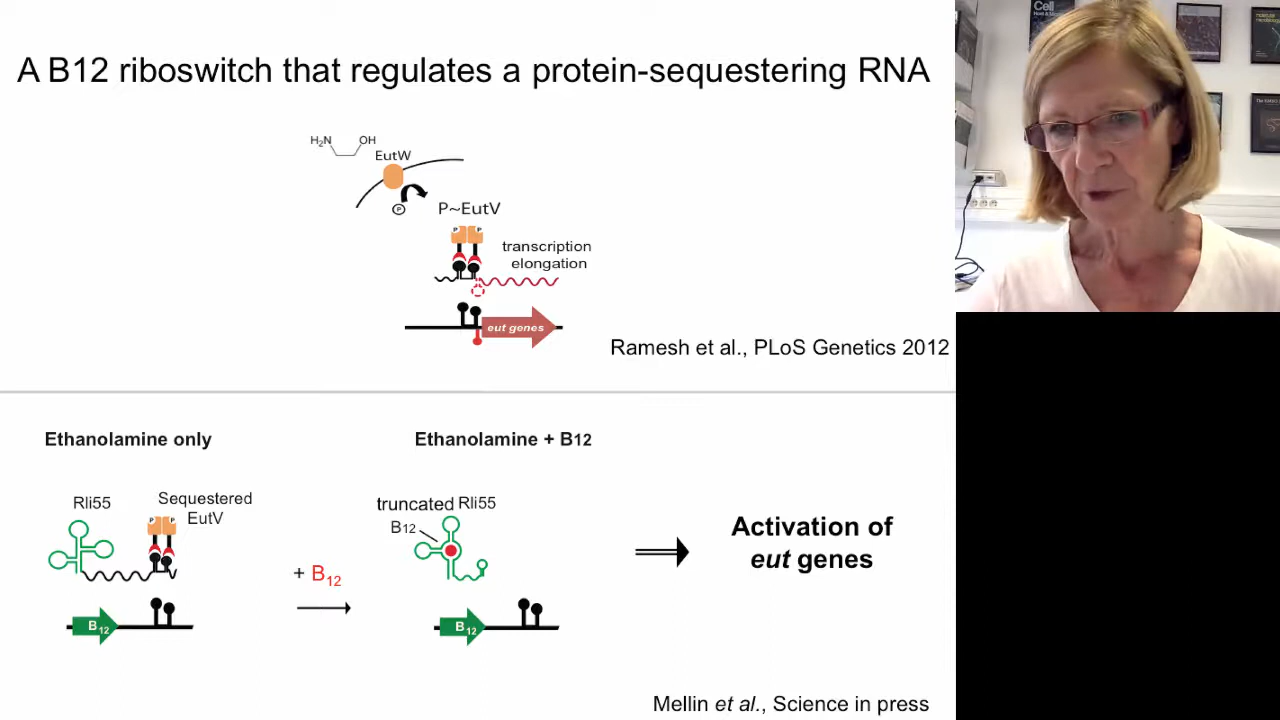 A B12 riboswitch that regulates a protein-sequestering RNA
H₂N
OH
EutW
P
P~EutV
P P
transcription
elongation
eut genes
Ramesh et al., PLoS Genetics 2012
Ethanolamine only
Ethanolamine + B12
Rli55
Sequestered
EutV
P P
truncated Rli55
B12
+ B12
Activation of
eut genes
B12
B12
Mellin et al., Science in press
Cell